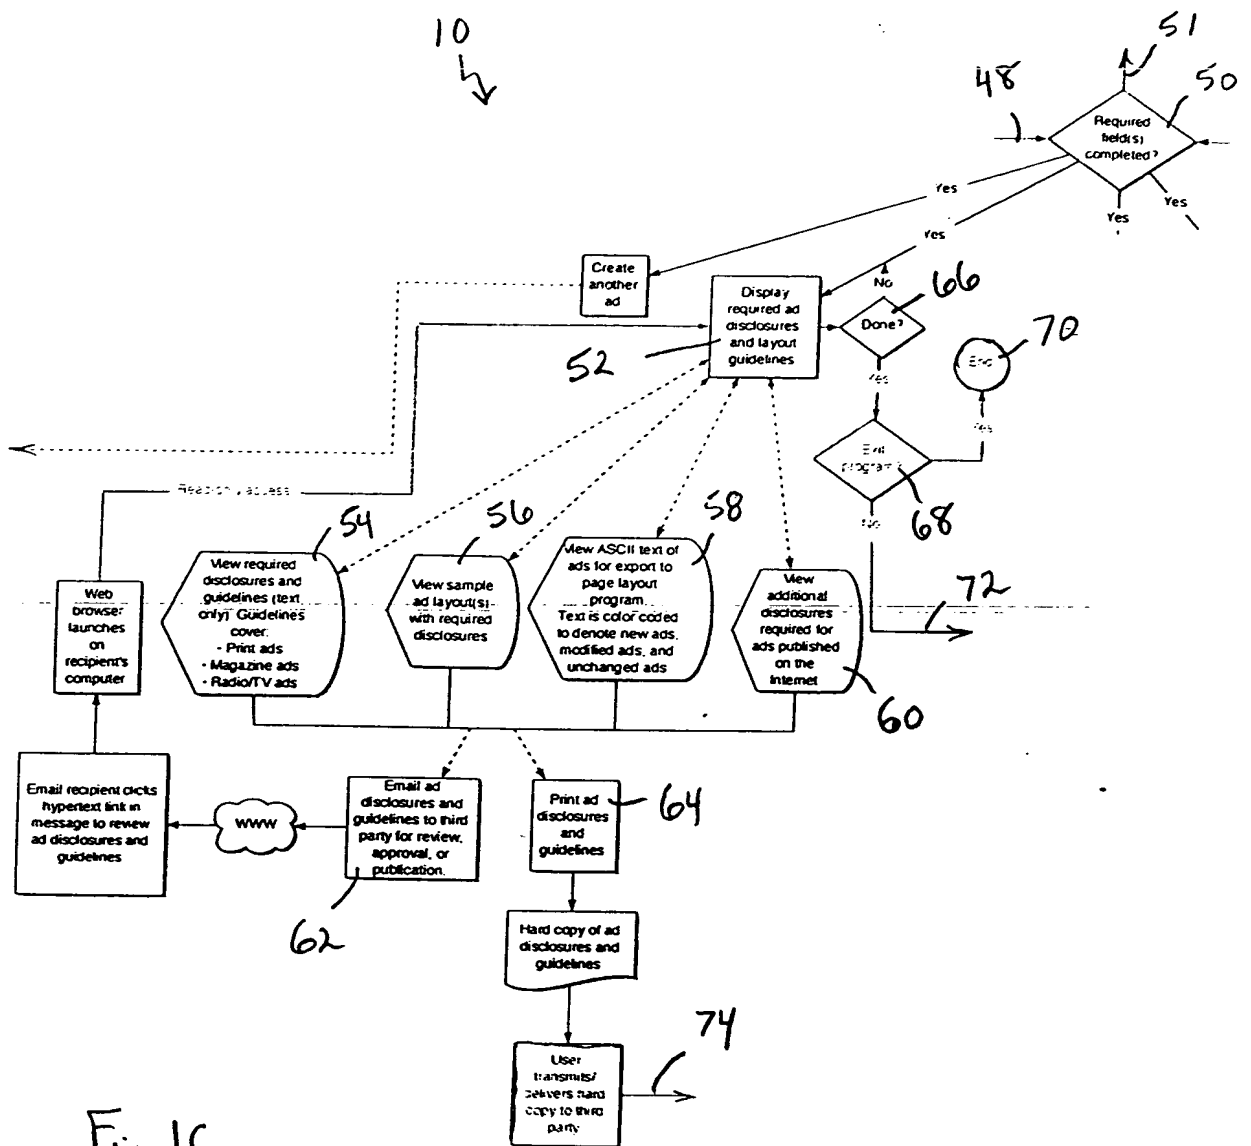 10
51
48
50
Required
field(s)
completed?
Yes
Yes
Yes
Yes
Create
another
ad
No
66
Display
required ad
disclosures
and layout
guidelines
Done?
52
70
End
Yes
Yes
Exit
program?
68
No
72
Read-only access
54
56
58
View required
disclosures and
guidelines (text
only). Guidelines
cover:
- Print ads
- Magazine ads
- Radio/TV ads
View sample
ad layout(s)
with required
disclosures
View ASCII text of
ads for export to
page layout
program.
Text is color coded
to denote new ads,
modified ads, and
unchanged ads
View
additional
disclosures
required for
ads published
on the
Internet
60
Web
browser
launches
on
recipient's
computer
Email recipient clicks
hypertext link in
message to review
ad disclosures and
guidelines
WWW
Email ad
disclosures and
guidelines to third
party for review,
approval, or
publication.
62
Print ad
disclosures
and
guidelines
64
Hard copy of ad
disclosures and
guidelines
74
User
transmits/
delivers hard
copy to third
party
Fig. 1C